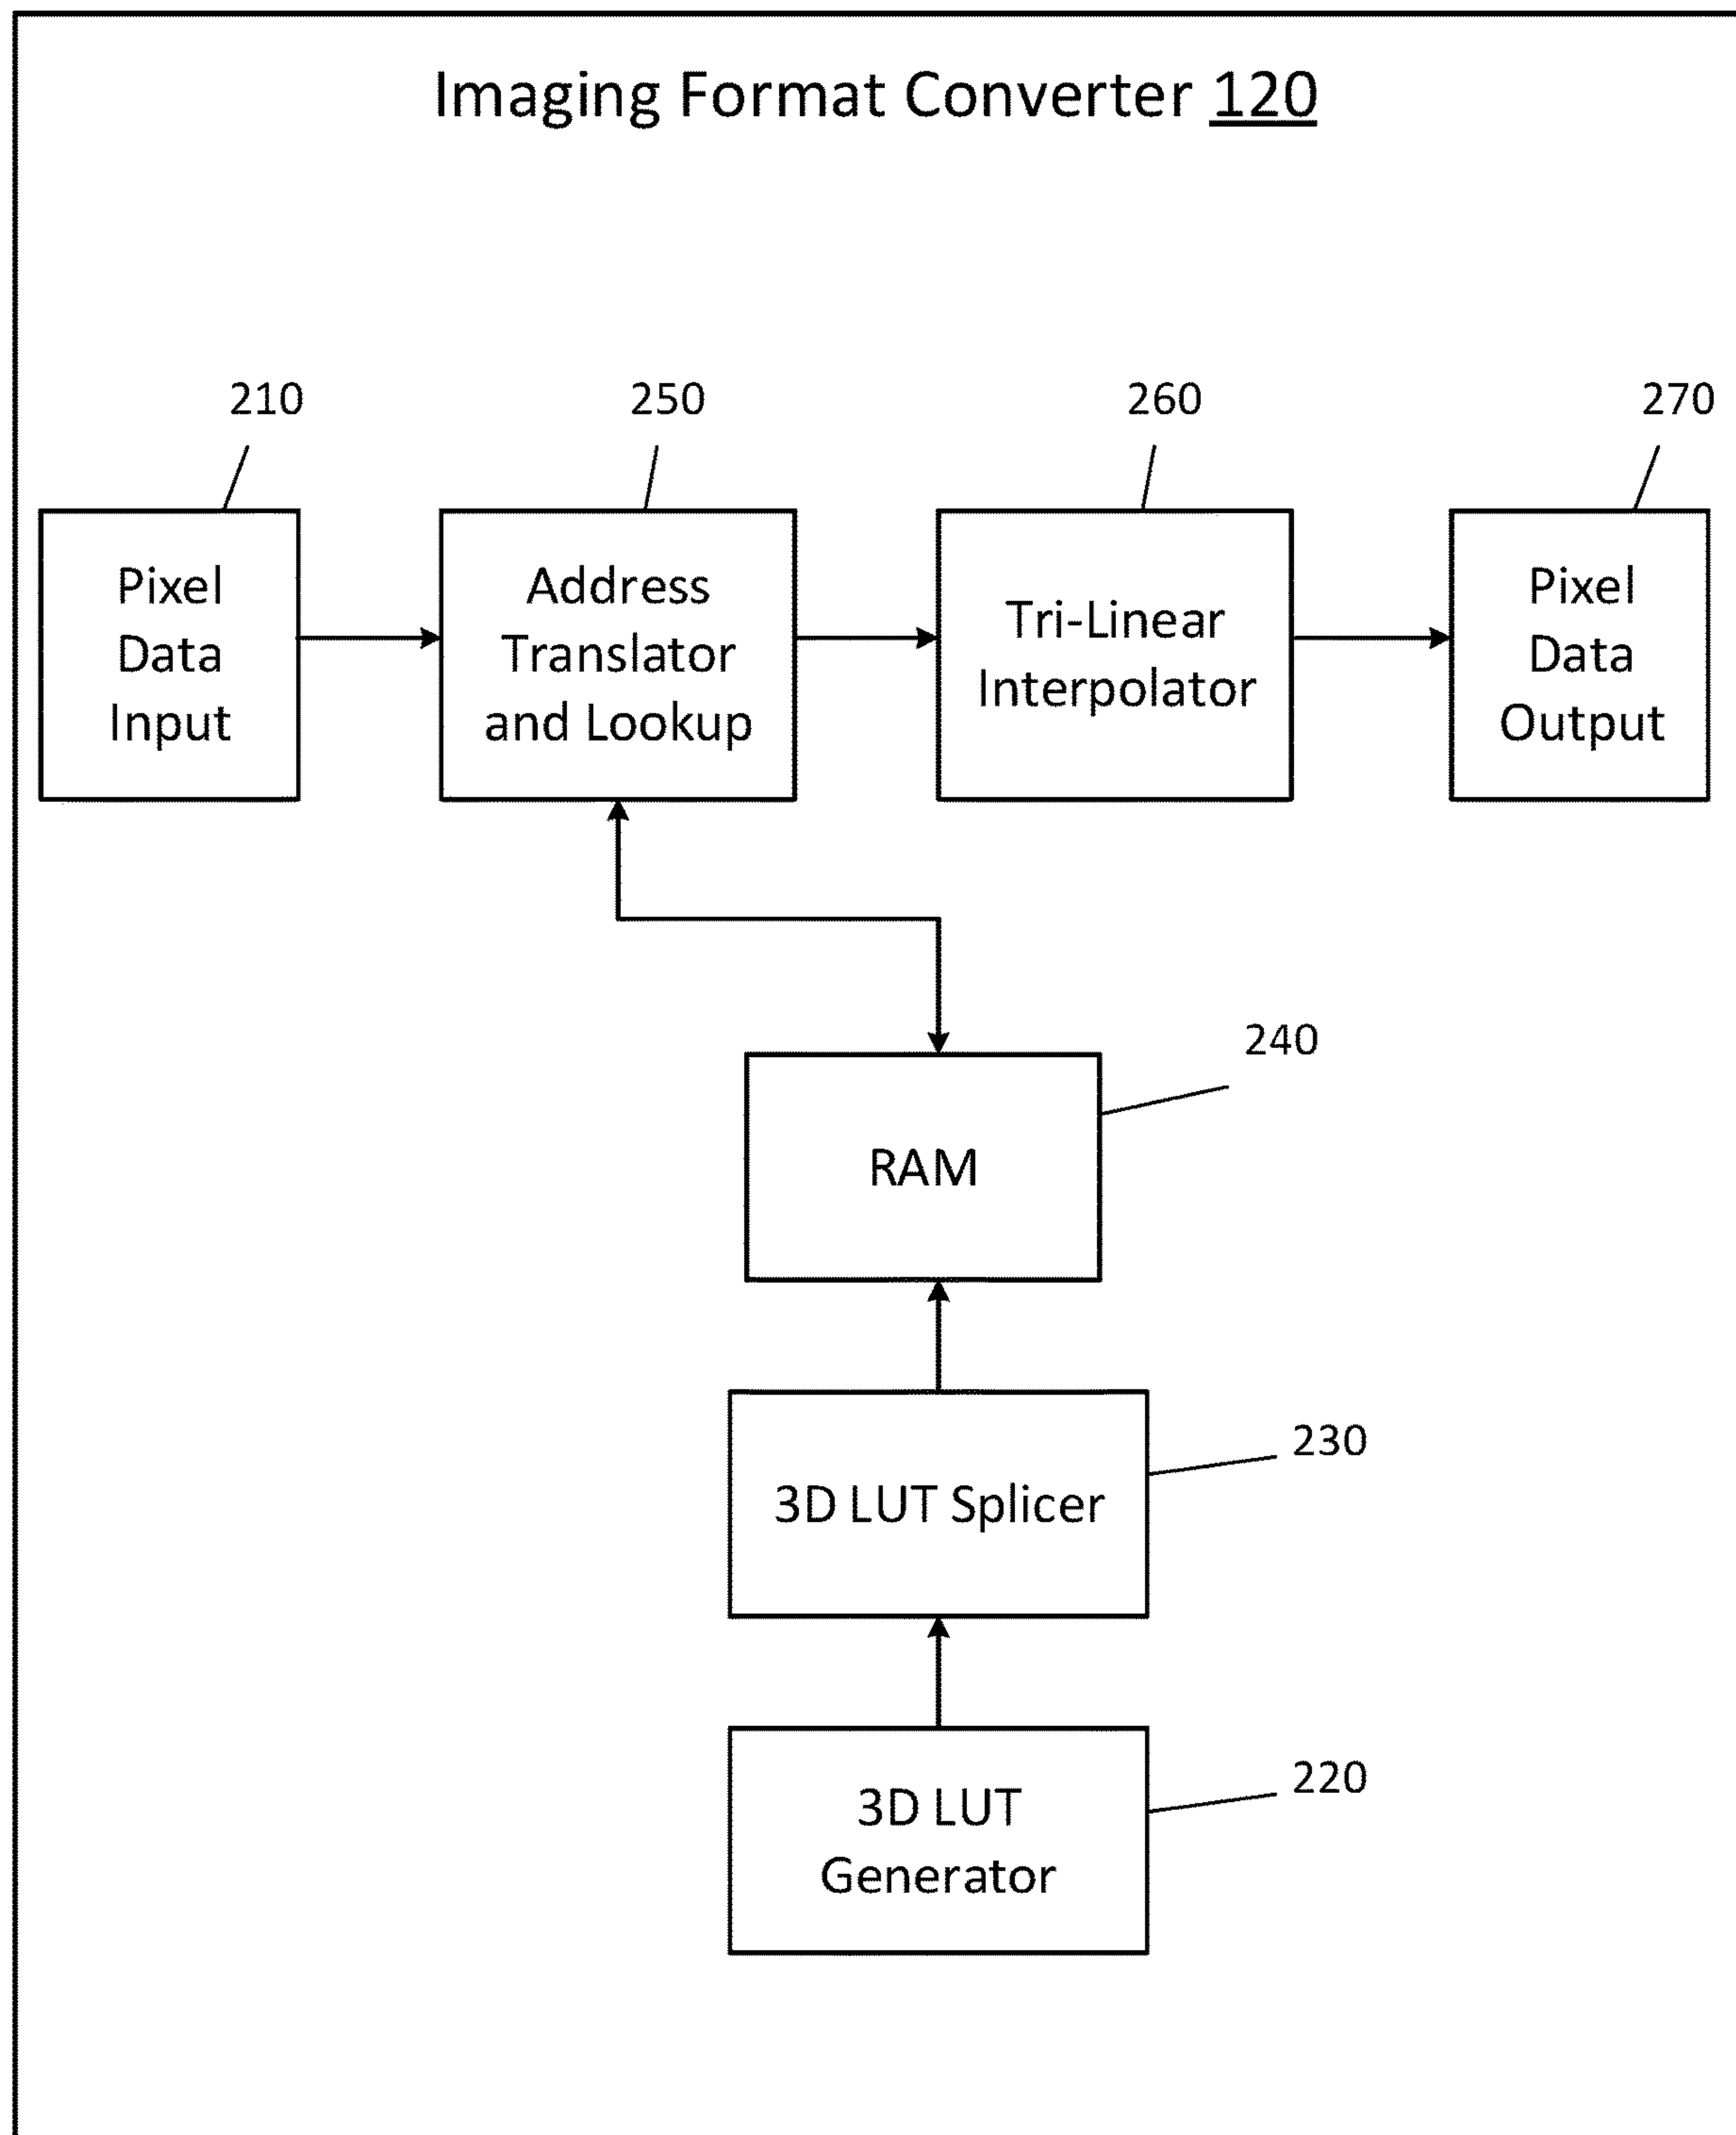 Imaging Format Converter 120
210
250
260
270
Pixel
Data
Input
Address
Translator
and Lookup
Tri-Linear
Interpolator
Pixel
Data
Output
240
RAM
230
3D LUT Splicer
220
3D LUT
Generator